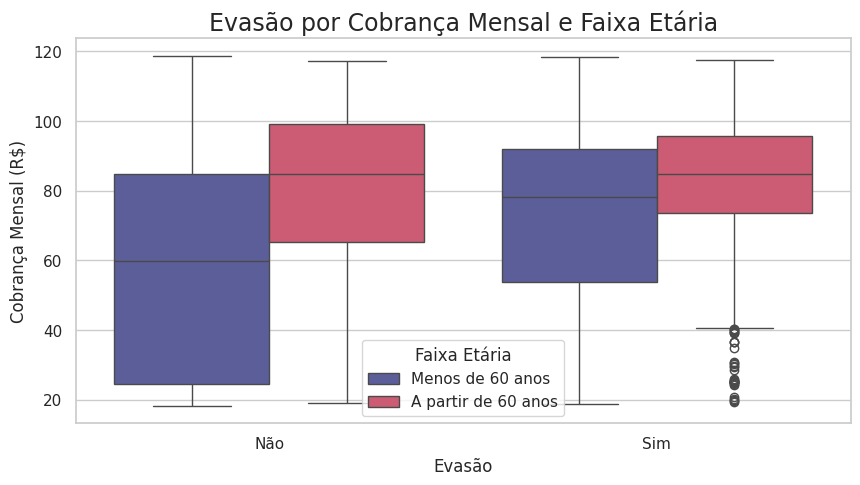 Evasão por Cobrança Mensal e Faixa Etária
Cobrança Mensal (R$)
120
100
80
60
40
20
Faixa Etária
Menos de 60 anos
A partir de 60 anos
Não
Sim
Evasão